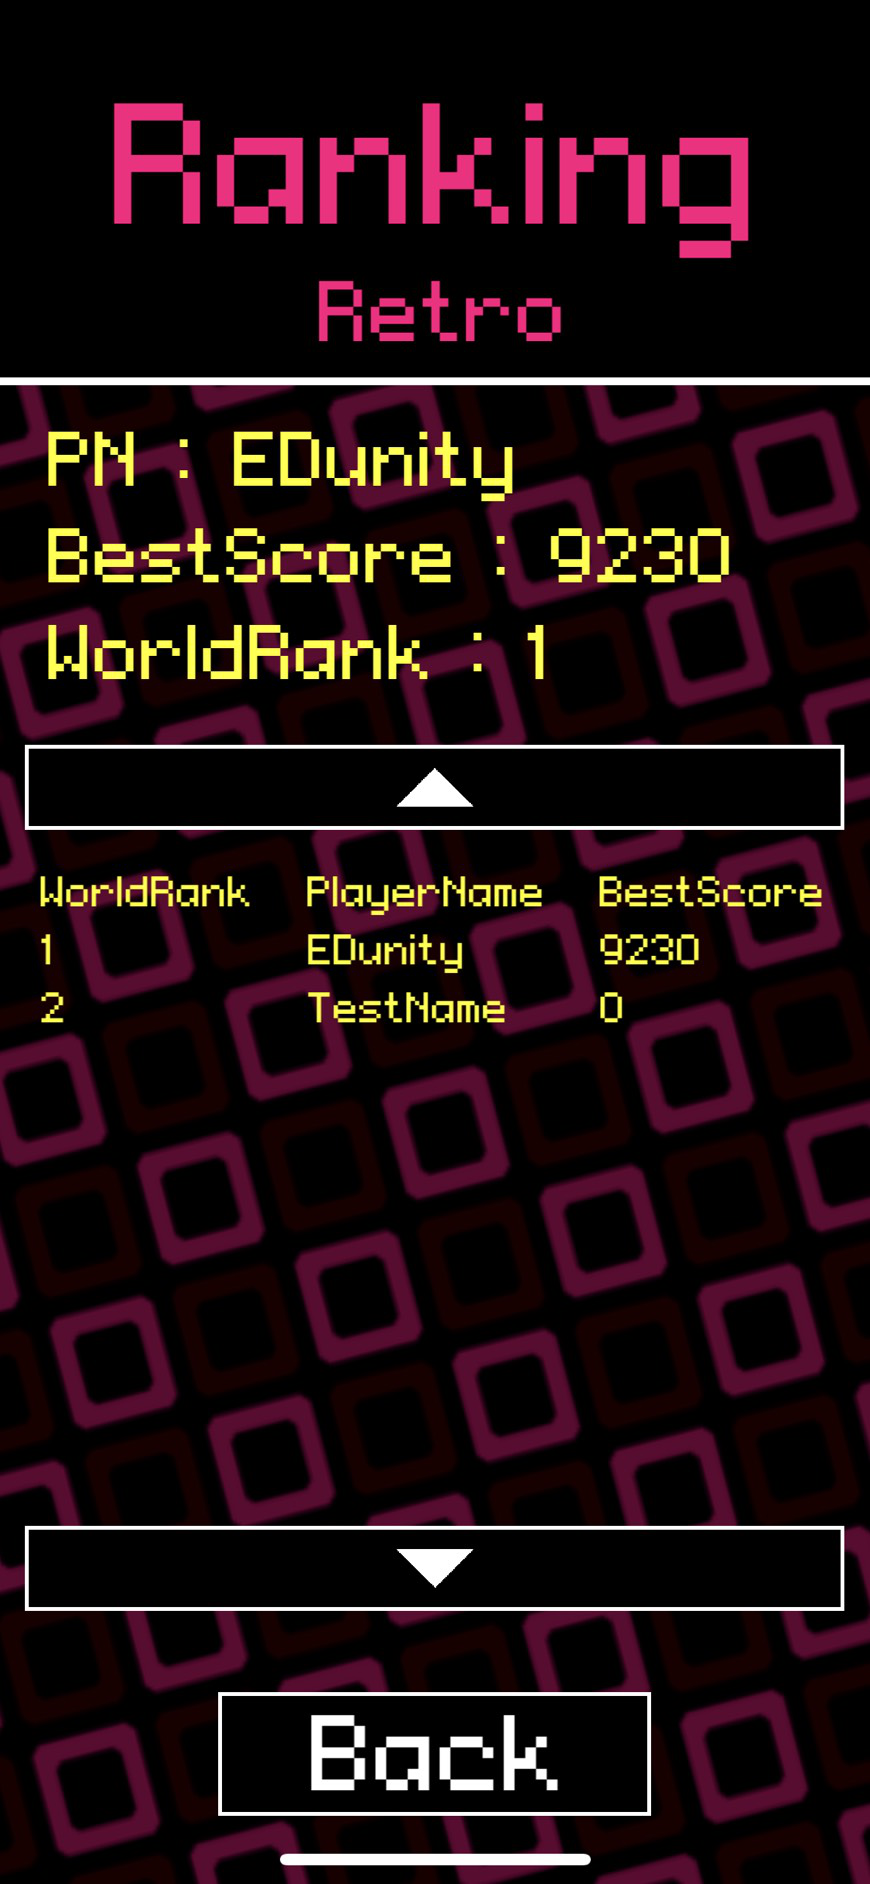 Ranking
Retro
PN : EDunity
BestScore : 9230
WorldRank : 1
WorldRank PlayerName BestScore
1 EDunity 9230
2 TestName 0
Back